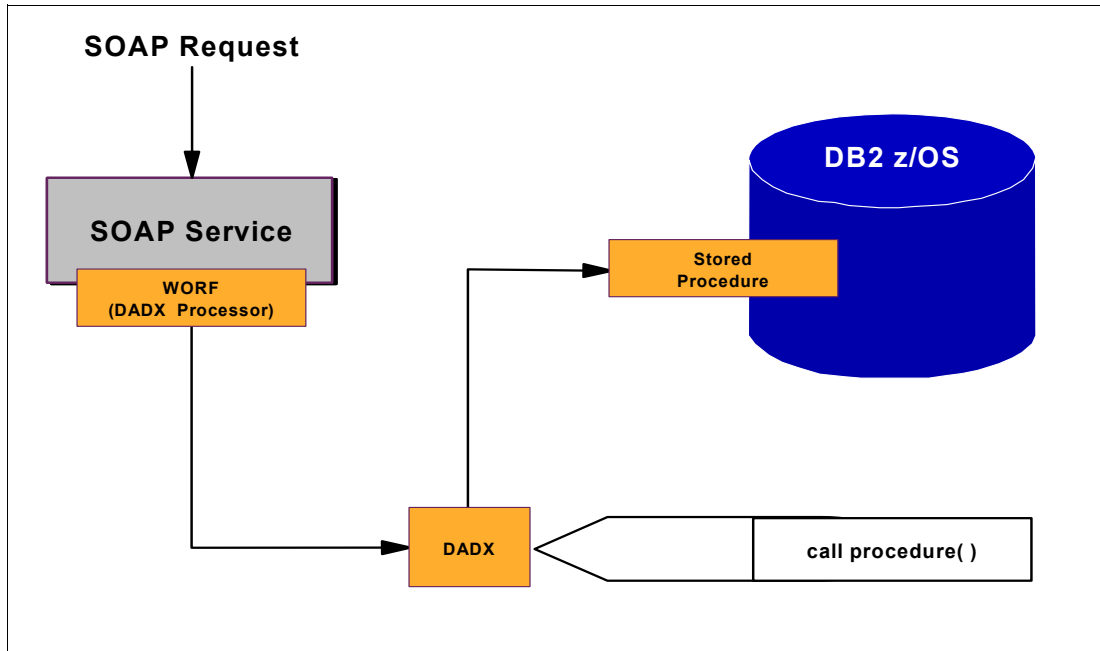 SOAP Request
DB2 z/OS
SOAP Service
Stored
Procedure
WORF
(DADX Processor)
DADX
call procedure( )